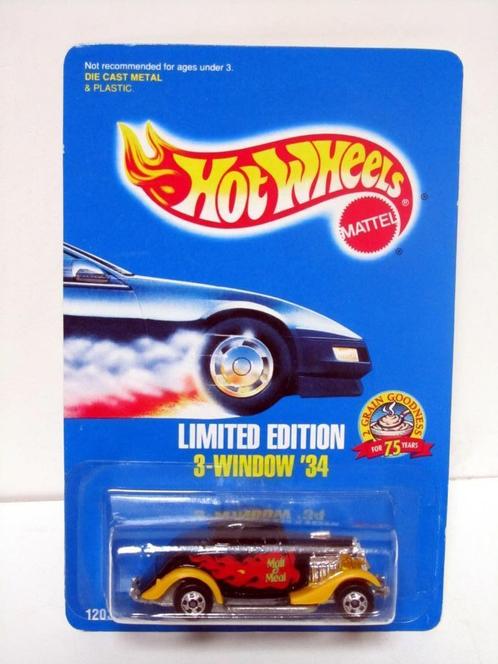 Not recommended for ages under 3.
DIE CAST METAL
& PLASTIC.
HOT WHEELS ®
MATTEL ®
2 GRAIN GOODNESS
FOR 75 YEARS
LIMITED EDITION
3-WINDOW '34
Malt
O
Meal